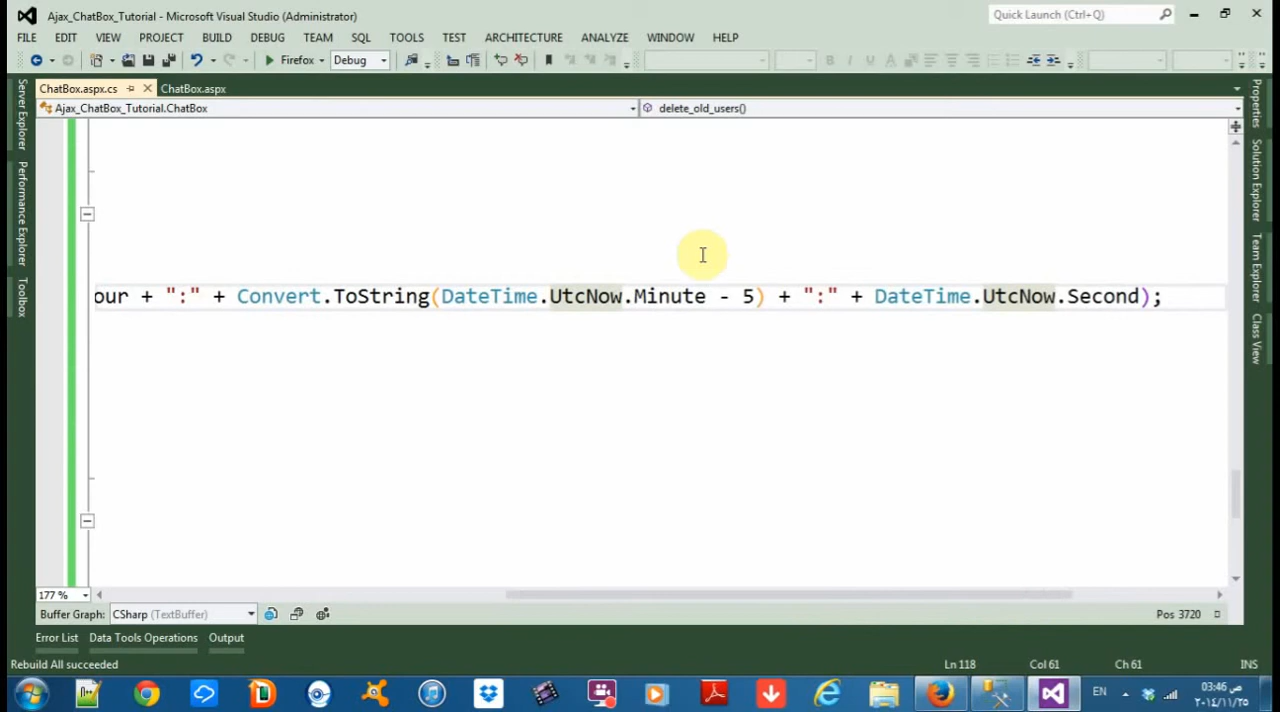 Ajax_ChatBox_Tutorial - Microsoft Visual Studio (Administrator)
Quick Launch (Ctrl+Q)
FILE EDIT VIEW PROJECT BUILD DEBUG TEAM SQL TOOLS TEST ARCHITECTURE ANALYZE WINDOW HELP
Firefox Debug
ChatBox.aspx.cs ChatBox.aspx
Ajax_ChatBox_Tutorial.ChatBox delete_old_users()
Server Explorer
Performance Explorer
Toolbox
our + ":" + Convert.ToString(DateTime.UtcNow.Minute - 5) + ":" + DateTime.UtcNow.Second);
Properties
Solution Explorer
Team Explorer
Class View
177 %
Buffer Graph: CSharp (TextBuffer) Pos 3720
Error List Data Tools Operations Output
Rebuild All succeeded Ln 118 Col 61 Ch 61 INS
EN 03:46 ص
٢٠١٤/١١/٢٥